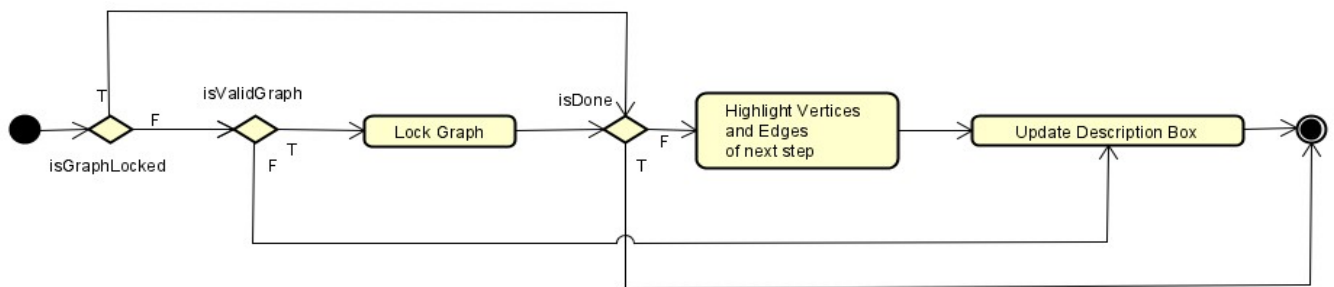 isValidGraph
isDone
T
F
isGraphLocked
T
F
Lock Graph
F
T
Highlight Vertices
and Edges
of next step
Update Description Box